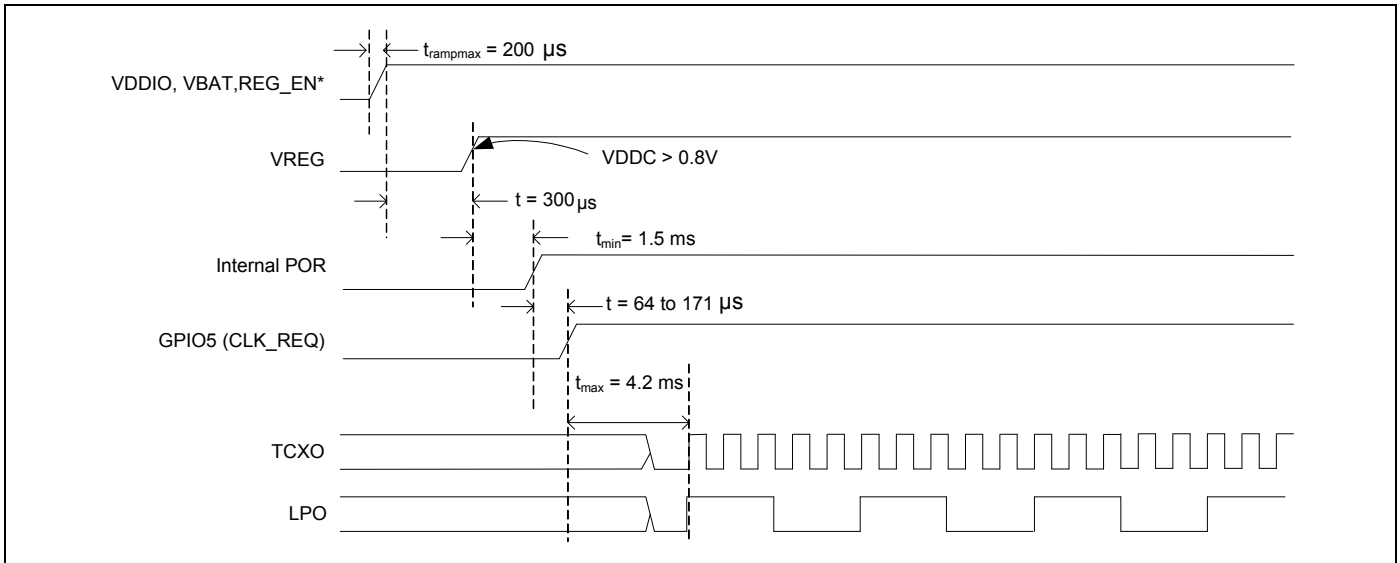 t_rampmax = 200 µs
VDDIO, VBAT,REG_EN*
VREG
VDDC > 0.8V
t = 300 µs
t_min= 1.5 ms
Internal POR
t = 64 to 171 µs
GPIO5 (CLK_REQ)
t_max = 4.2 ms
TCXO
LPO